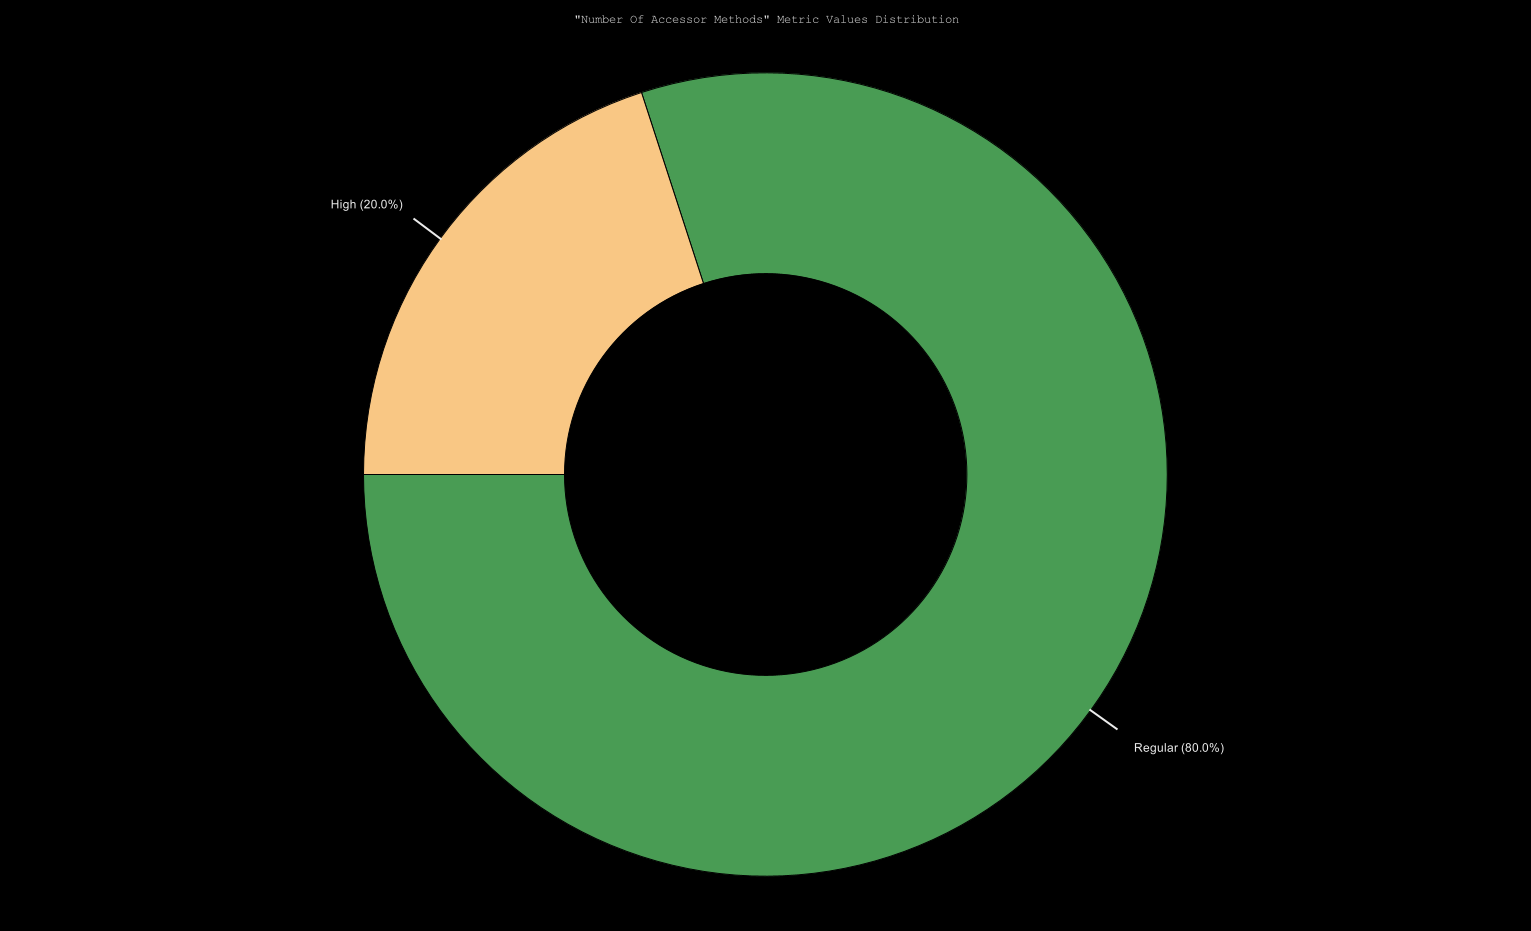 "Number Of Accessor Methods" Metric Values Distribution
High (20.0%)
Regular (80.0%)